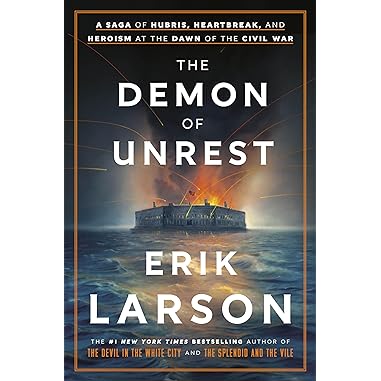 A SAGA OF HUBRIS, HEARTBREAK, AND
HEROISM AT THE DAWN OF THE CIVIL WAR
THE
DEMON
OF
UNREST
ERIK
LARSON
THE #1 NEW YORK TIMES BESTSELLING AUTHOR OF
THE DEVIL IN THE WHITE CITY AND THE SPLENDID AND THE VILE